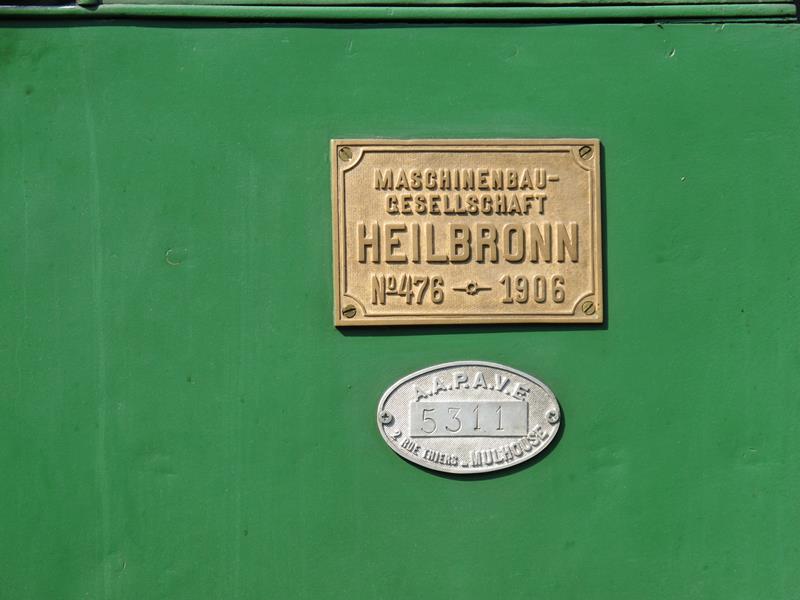 MASCHINENBAU-
GESELLSCHAFT
HEILBRONN
Nº476 1906
A.A.P.A.V.E
5311
2 RUE THIERS _ MULHOUSE